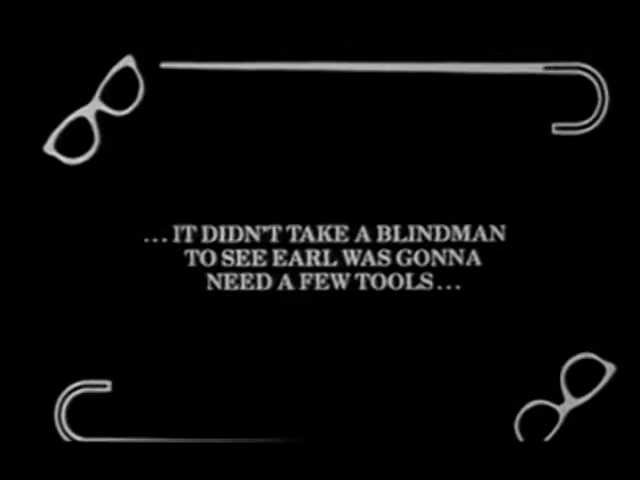 ...IT DIDN'T TAKE A BLINDMAN
TO SEE EARL WAS GONNA
NEED A FEW TOOLS...